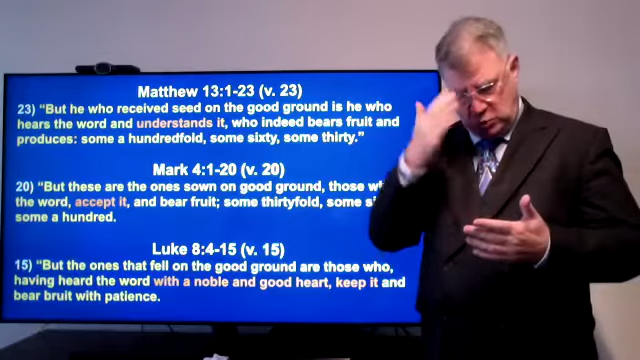 Matthew 13:1-23 (v. 23)
23) “But he who received seed on the good ground is he who
hears the word and understands it, who indeed bears fruit and
produces: some a hundredfold, some sixty, some thirty.”
Mark 4:1-20 (v. 20)
20) “But these are the ones sown on good ground, those
the word, accept it, and bear fruit; some thirtyfold, some
some a hundred.
Luke 8:4-15 (v. 15)
15) “But the ones that fell on the good ground are those who,
having heard the word with a noble and good heart, keep it and
bear bruit with patience.